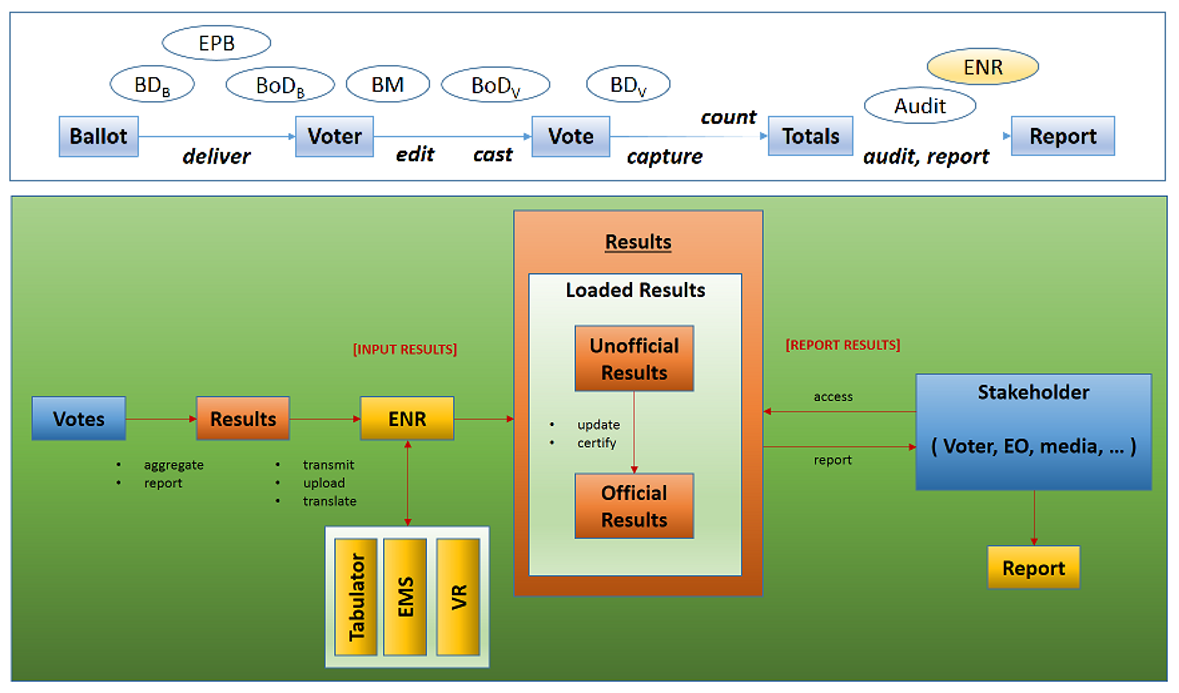 EPB
BD_B
BoD_B
BM
BoD_V
BD_V
ENR
Audit
Ballot
Voter
Vote
Totals
Report
deliver
edit
cast
capture
count
audit, report
Results
Loaded Results
Unofficial
Results
• update
• certify
Official
Results
[INPUT RESULTS]
[REPORT RESULTS]
Votes
Results
ENR
• aggregate
• report
• transmit
• upload
• translate
Tabulator
EMS
VR
access
report
Stakeholder
( Voter, EO, media, ... )
Report